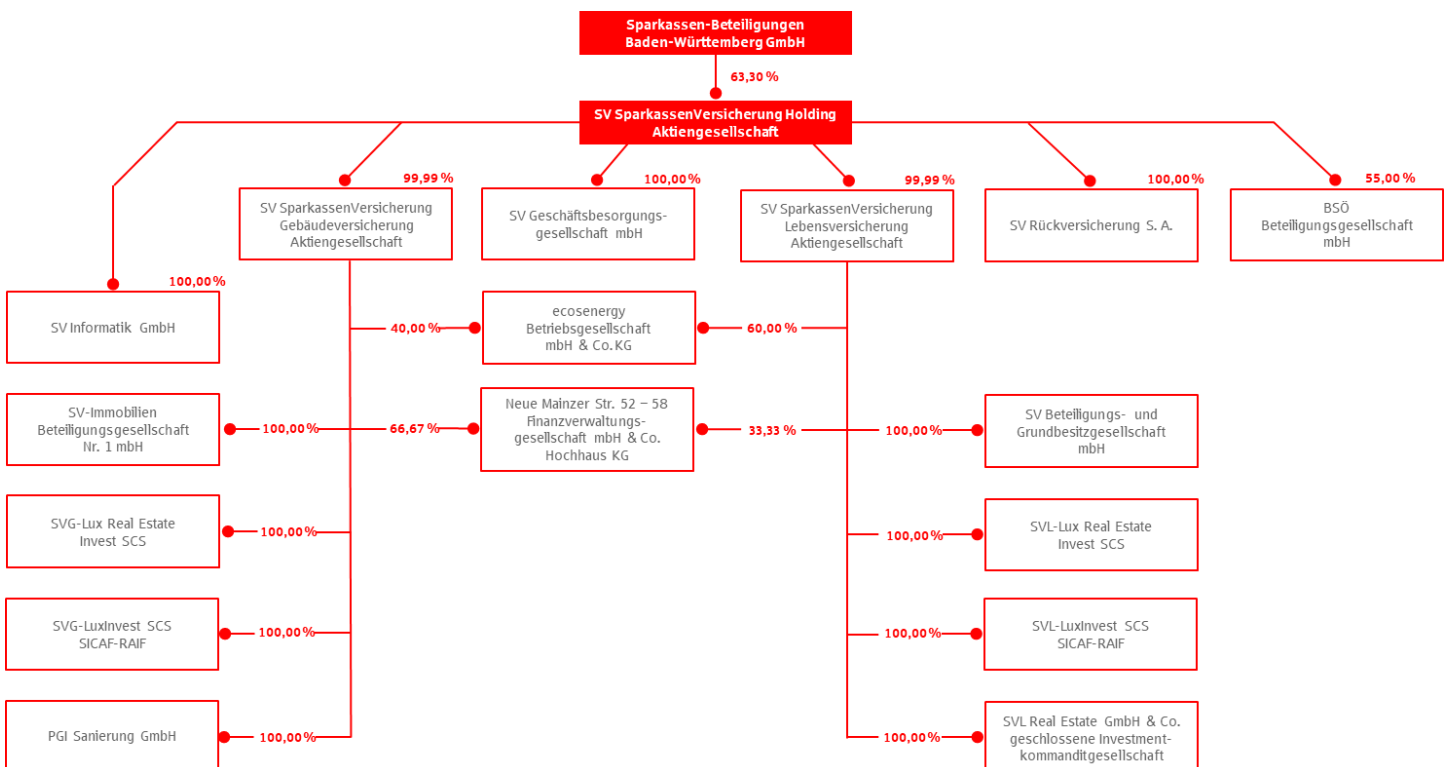 Sparkassen-Beteiligungen
Baden-Württemberg GmbH
63,30 %
SV SparkassenVersicherung Holding
Aktiengesellschaft
99,99 %
SV SparkassenVersicherung
Gebäudeversicherung
Aktiengesellschaft
100,00 %
SV Geschäftsbesorgungs-
gesellschaft mbH
99,99 %
SV SparkassenVersicherung
Lebensversicherung
Aktiengesellschaft
100,00 %
SV Rückversicherung S. A.
55,00 %
BSÖ
Beteiligungsgesellschaft
mbH
100,00 %
SV Informatik GmbH
40,00 %
ecosenergy
Betriebsgesellschaft
mbH & Co. KG
60,00 %
SV-Immobilien
Beteiligungsgesellschaft
Nr. 1 mbH
100,00 %
66,67 %
Neue Mainzer Str. 52 – 58
Finanzverwaltungs-
gesellschaft mbH & Co.
Hochhaus KG
33,33 %
100,00 %
SV Beteiligungs- und
Grundbesitzgesellschaft
mbH
SVG-Lux Real Estate
Invest SCS
100,00 %
100,00 %
SVL-Lux Real Estate
Invest SCS
SVG-LuxInvest SCS
SICAF-RAIF
100,00 %
100,00 %
SVL-LuxInvest SCS
SICAF-RAIF
PGI Sanierung GmbH
100,00 %
100,00 %
SVL Real Estate GmbH & Co.
geschlossene Investment-
kommanditgesellschaft